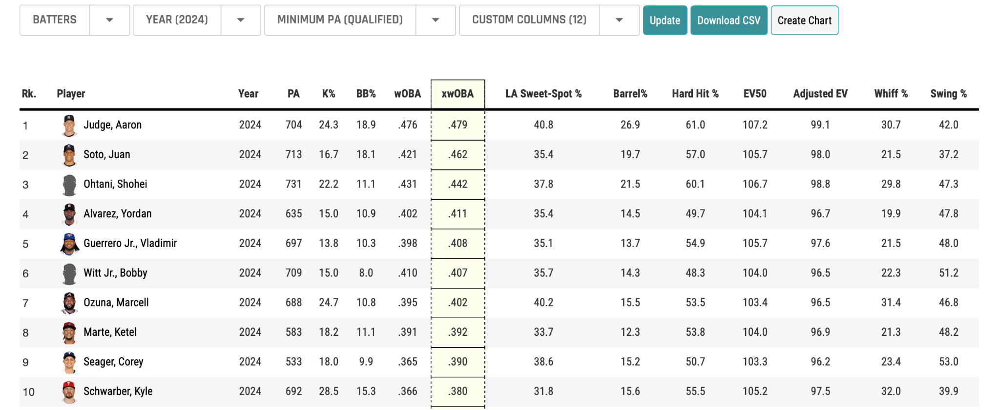 BATTERS YEAR (2024) MINIMUM PA (QUALIFIED) CUSTOM COLUMNS (12) Update Download CSV Create Chart
Rk. Player Year PA K% BB% wOBA xwOBA LA Sweet-Spot % Barrel% Hard Hit % EV50 Adjusted EV Whiff % Swing %
1 Judge, Aaron 2024 704 24.3 18.9 .476 .479 40.8 26.9 61.0 107.2 99.1 30.7 42.0
2 Soto, Juan 2024 713 16.7 18.1 .421 .462 35.4 19.7 57.0 105.7 98.0 21.5 37.2
3 Ohtani, Shohei 2024 731 22.2 11.1 .431 .442 37.8 21.5 60.1 106.7 98.8 29.8 47.3
4 Alvarez, Yordan 2024 635 15.0 10.9 .402 .411 35.4 14.5 49.7 104.1 96.7 19.9 47.8
5 Guerrero Jr., Vladimir 2024 697 13.8 10.3 .398 .408 35.1 13.7 54.9 105.7 97.6 21.5 48.0
6 Witt Jr., Bobby 2024 709 15.0 8.0 .410 .407 35.7 14.3 48.3 104.0 96.5 22.3 51.2
7 Ozuna, Marcell 2024 688 24.7 10.8 .395 .402 40.2 15.5 53.5 103.4 96.5 31.4 46.8
8 Marte, Ketel 2024 583 18.2 11.1 .391 .392 33.7 12.3 53.8 104.0 96.9 21.3 48.2
9 Seager, Corey 2024 533 18.0 9.9 .365 .390 38.6 15.2 50.7 103.3 96.2 23.4 53.0
10 Schwarber, Kyle 2024 692 28.5 15.3 .366 .380 31.8 15.6 55.5 105.2 97.5 32.0 39.9